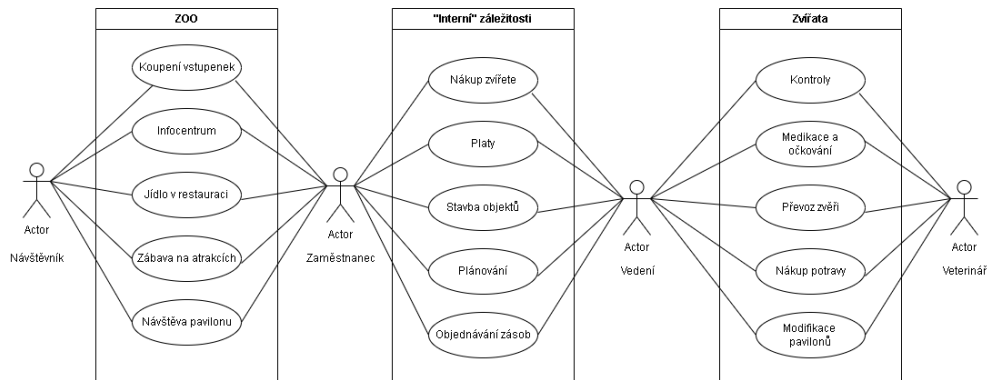 ZOO
Koupení vstupenek
Infocentrum
Jídlo v restauraci
Zábava na atrakcích
Návštěva pavilonu
Actor
Návštěvník
Actor
Zaměstnanec
"Interní" záležitosti
Nákup zvířete
Platy
Stavba objektů
Plánování
Objednávání zásob
Actor
Vedení
Zvířata
Kontroly
Medikace a
očkování
Převoz zvěři
Nákup potravy
Modifikace
pavilonů
Actor
Veterinář